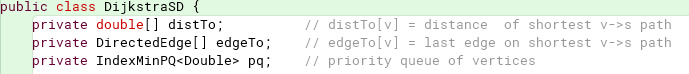 public class DijkstraSD {
    private double[] distTo;          // distTo[v] = distance  of shortest v->s path
    private DirectedEdge[] edgeTo;    // edgeTo[v] = last edge on shortest v->s path
    private IndexMinPQ<Double> pq;    // priority queue of vertices